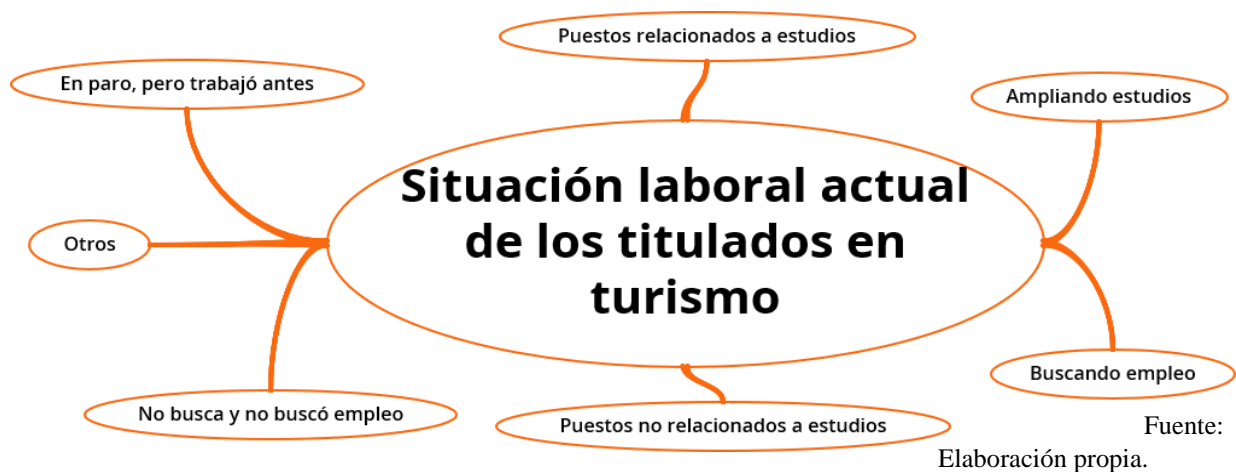 Puestos relacionados a estudios
En paro, pero trabajó antes
Ampliando estudios
Situación laboral actual
de los titulados en
turismo
Otros
Buscando empleo
No busca y no buscó empleo
Puestos no relacionados a estudios
Fuente:
Elaboración propia.